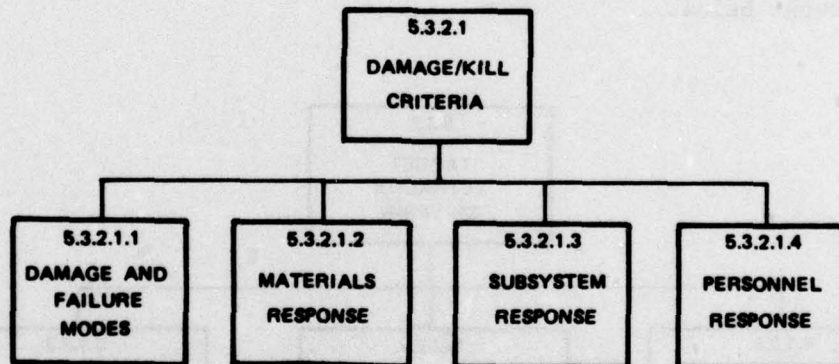 5.3.2.1
DAMAGE/KILL
CRITERIA
5.3.2.1.1
DAMAGE AND
FAILURE
MODES
5.3.2.1.2
MATERIALS
RESPONSE
5.3.2.1.3
SUBSYSTEM
RESPONSE
5.3.2.1.4
PERSONNEL
RESPONSE